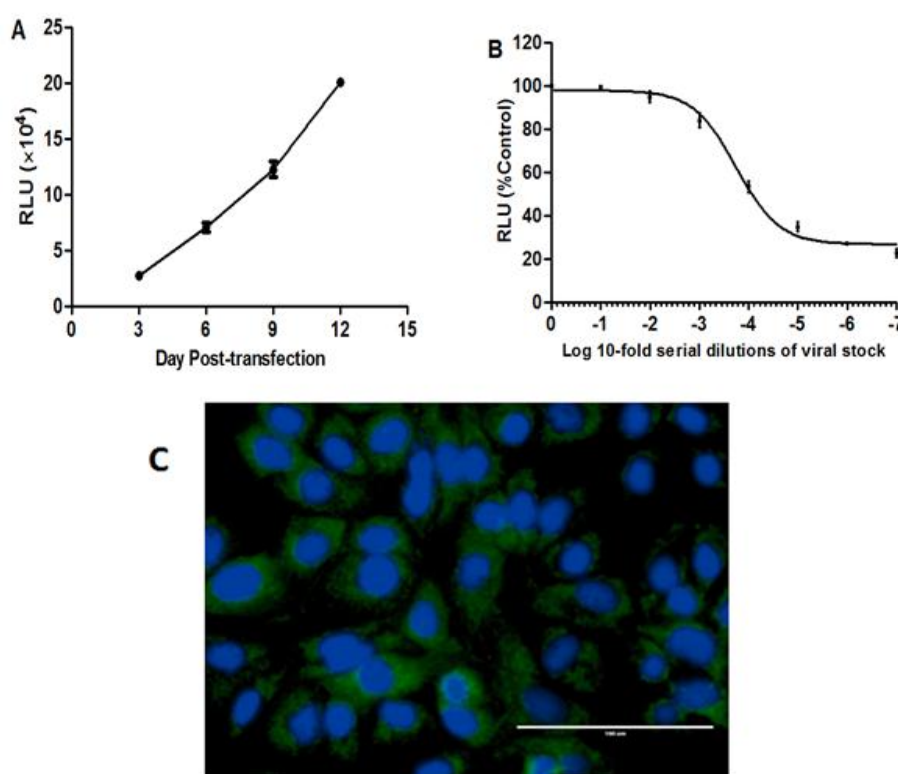 A
RLU (×10⁴)
25
20
15
10
5
0
0 3 6 9 12 15
Day Post-transfection
B
RLU (%Control)
120
100
80
60
40
20
0
0 -1 -2 -3 -4 -5 -6 -7
Log 10-fold serial dilutions of viral stock
C